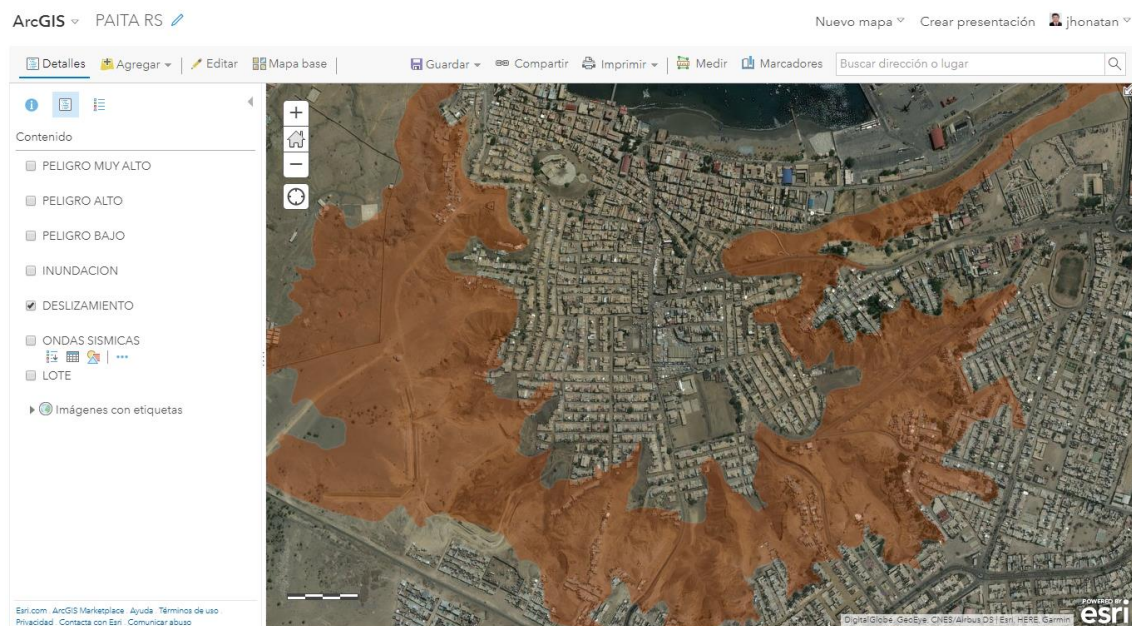 ArcGIS PAITA RS
Nuevo mapa Crear presentación jhonatan
Detalles Agregar Editar Mapa base Guardar Compartir Imprimir Medir Marcadores Buscar dirección o lugar
Contenido
PELIGRO MUY ALTO
PELIGRO ALTO
PELIGRO BAJO
INUNDACION
DESLIZAMIENTO
ONDAS SISMICAS
LOTE
Imágenes con etiquetas
Esri.com ArcGIS Marketplace Ayuda Términos de uso
Privacidad Contacta con Esri Comunicar abuso
DigitalGlobe, GeoEye, CNES/Airbus DS | Esri, HERE, Garmin
POWERED BY
esri